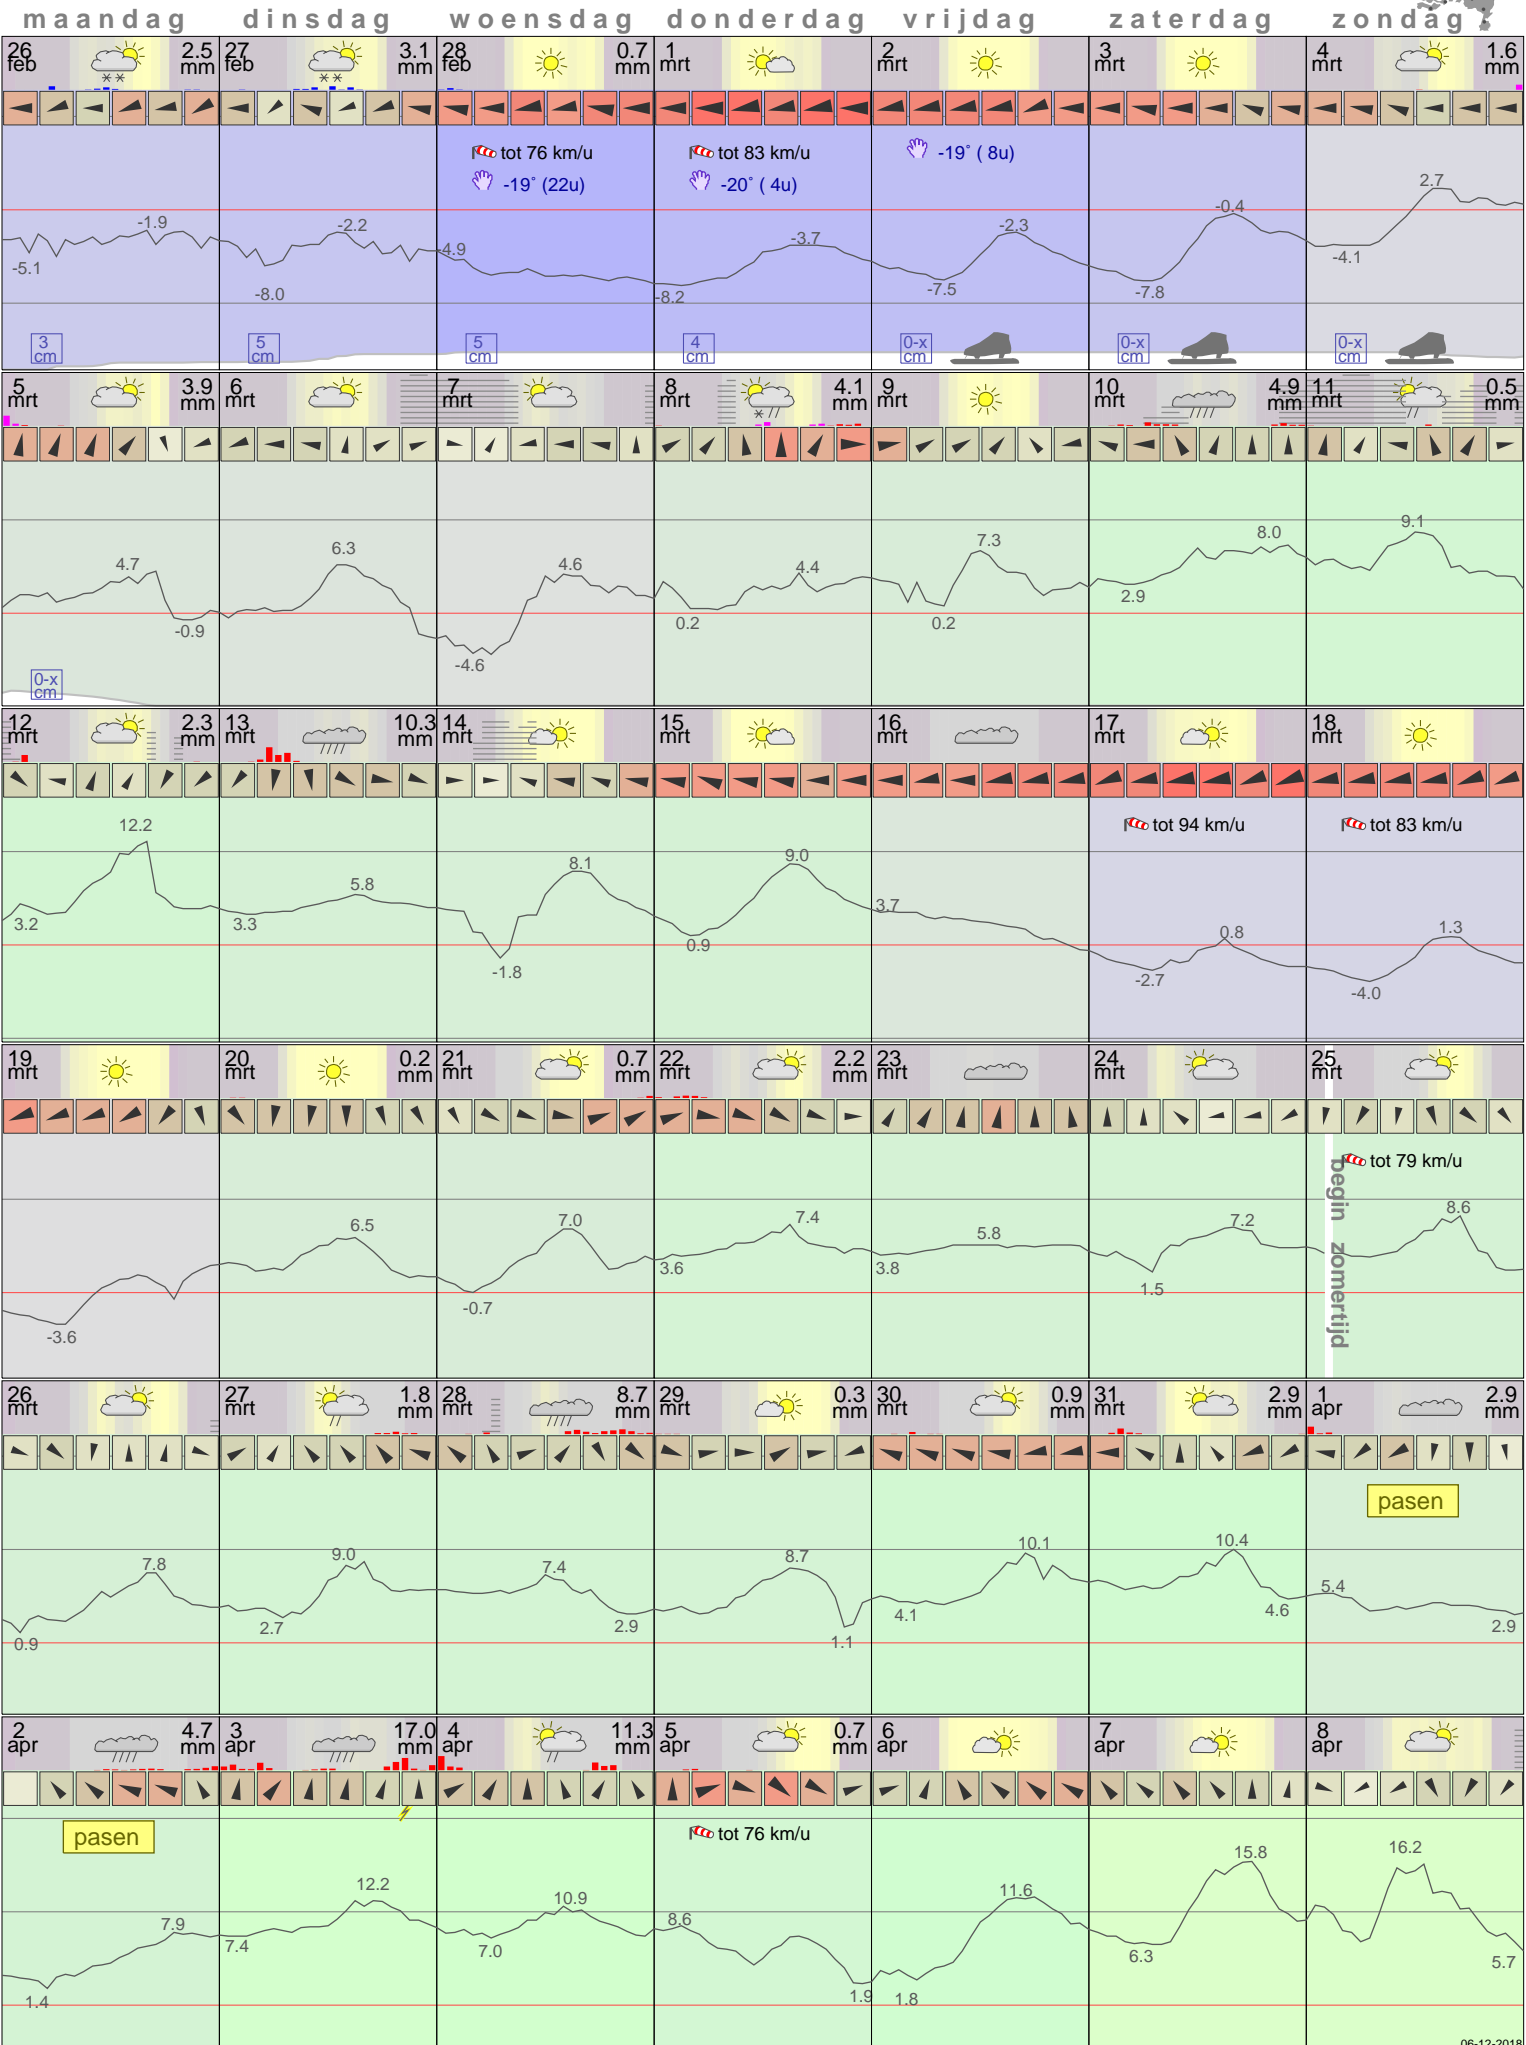 maandag dinsdag woensdag donderdag vrijdag zaterdag zondag
26 feb 2.5 mm 27 feb 3.1 mm 28 feb 0.7 mm 1 mrt 2 mrt 3 mrt 4 mrt 1.6 mm
tot 76 km/u tot 83 km/u -19° ( 8u)
-19° (22u) -20° ( 4u)
-1.9 -5.1 -2.2 -8.0 -4.9 -3.7 -8.2 -2.3 -7.5 -0.4 -7.8 2.7 -4.1
3 cm 5 cm 5 cm 4 cm 0-x cm 0-x cm 0-x cm
5 mrt 3.9 mm 6 mrt 7 mrt 8 mrt 4.1 mm 9 mrt 10 mrt 4.9 mm 11 mrt 0.5 mm
4.7 -0.9 6.3 -4.6 4.6 0.2 4.4 0.2 7.3 2.9 8.0 9.1
0-x cm
12 mrt 2.3 mm 13 mrt 10.3 mm 14 mrt 15 mrt 16 mrt 17 mrt 18 mrt
tot 94 km/u tot 83 km/u
3.2 12.2 3.3 5.8 -1.8 8.1 0.9 9.0 3.7 -2.7 0.8 -4.0 1.3
19 mrt 20 mrt 0.2 mm 21 mrt 0.7 mm 22 mrt 2.2 mm 23 mrt 24 mrt 25 mrt
tot 79 km/u
begin zomertijd
-3.6 6.5 -0.7 7.0 3.6 7.4 3.8 5.8 1.5 7.2 8.6
26 mrt 27 mrt 1.8 mm 28 mrt 8.7 mm 29 mrt 0.3 mm 30 mrt 0.9 mm 31 mrt 2.9 mm 1 apr 2.9 mm
pasen
0.9 7.8 2.7 9.0 7.4 2.9 8.7 1.1 4.1 10.1 10.4 4.6 5.4 2.9
2 apr 4.7 mm 3 apr 17.0 mm 4 apr 11.3 mm 5 apr 0.7 mm 6 apr 7 apr 8 apr
pasen tot 76 km/u
1.4 7.9 7.4 12.2 7.0 10.9 8.6 1.9 1.8 11.6 6.3 15.8 16.2 5.7
06-12-2018